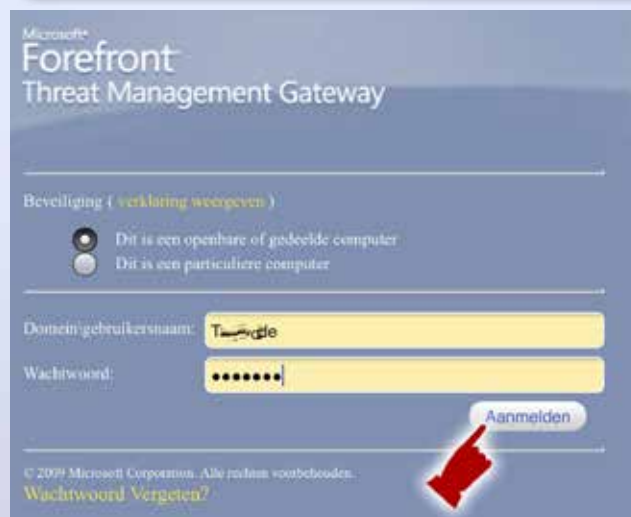 Microsoft®
Forefront™
Threat Management Gateway
Beveiliging ( verklaring weergeven )
Dit is een openbare of gedeelde computer
Dit is een particuliere computer
Domein\gebruikersnaam:
Wachtwoord: •••••••
Aanmelden
© 2009 Microsoft Corporation. Alle rechten voorbehouden.
Wachtwoord Vergeten?